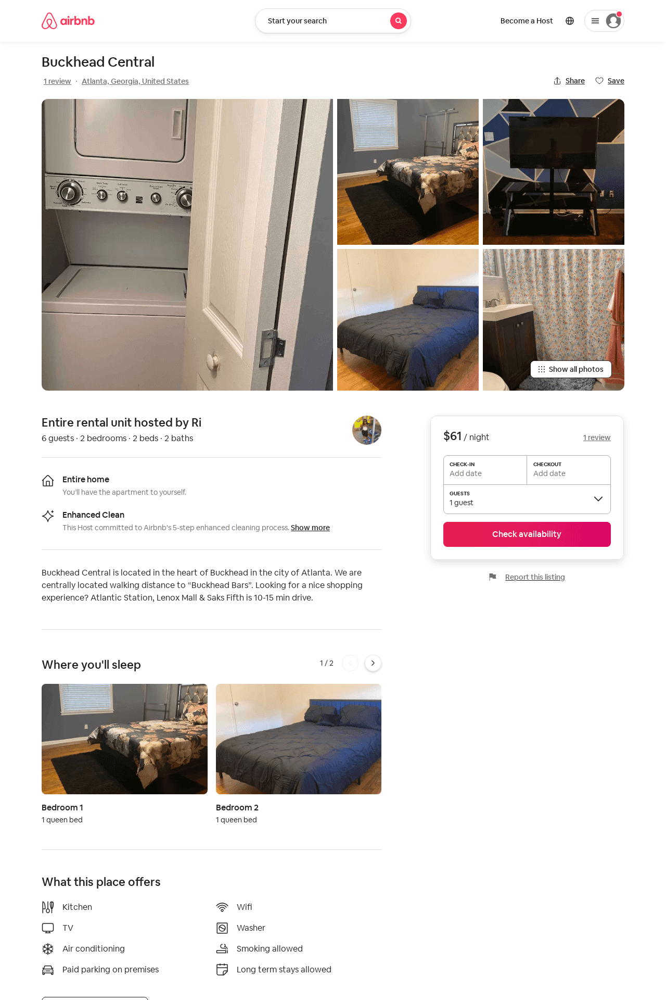 airbnb
Start your search
Become a Host
Buckhead Central
1 review · Atlanta, Georgia, United States
Share
Save
Show all photos
Entire rental unit hosted by Ri
6 guests · 2 bedrooms · 2 beds · 2 baths
Entire home
You’ll have the apartment to yourself.
Enhanced Clean
This Host committed to Airbnb's 5-step enhanced cleaning process. Show more
Buckhead Central is located in the heart of Buckhead in the city of Atlanta. We are
centrally located walking distance to “Buckhead Bars”. Looking for a nice shopping
experience? Atlantic Station, Lenox Mall & Saks Fifth is 10-15 min drive.
$61 / night
1 review
CHECK-IN
Add date
CHECKOUT
Add date
GUESTS
1 guest
Check availability
Report this listing
Where you'll sleep
1 / 2
Bedroom 1
1 queen bed
Bedroom 2
1 queen bed
What this place offers
Kitchen
Wifi
TV
Washer
Air conditioning
Smoking allowed
Paid parking on premises
Long term stays allowed